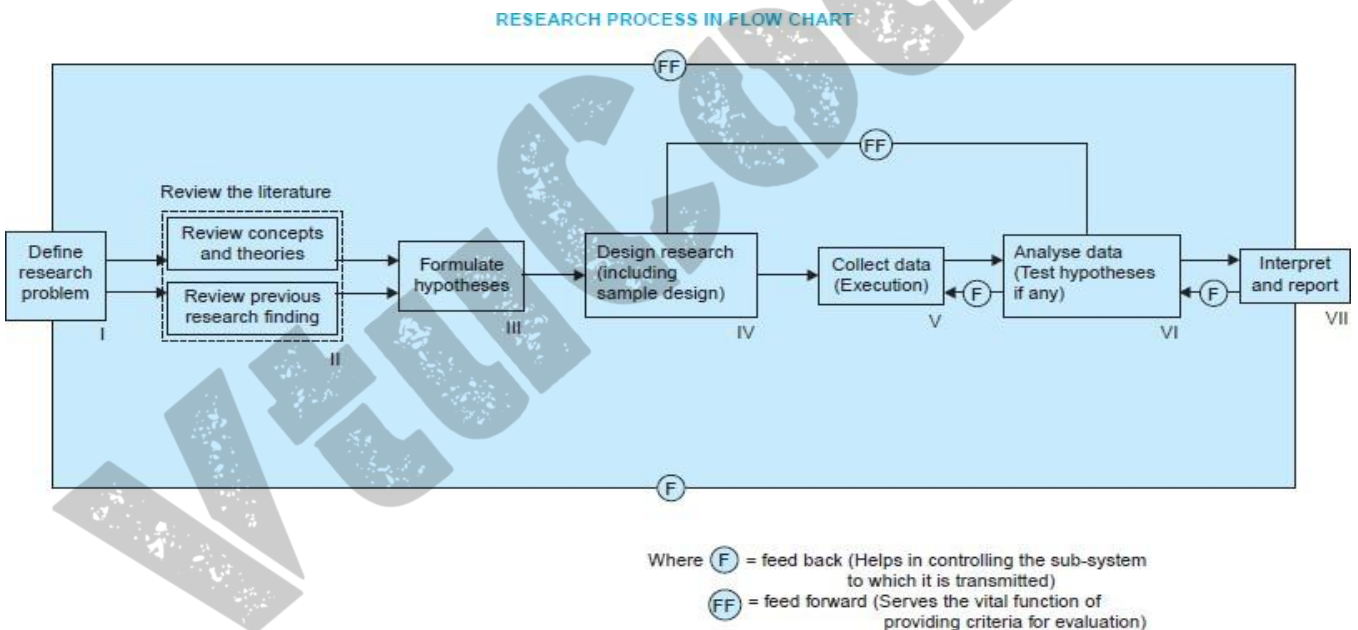 RESEARCH PROCESS IN FLOW CHART
FF
FF
Review the literature
Define
research
problem
I
Review concepts
and theories
Review previous
research finding
II
Formulate
hypotheses
III
Design research
(including
sample design)
IV
Collect data
(Execution)
V
F
Analyse data
(Test hypotheses
if any)
VI
F
Interpret
and report
VII
F
Where F = feed back (Helps in controlling the sub-system
to which it is transmitted)
FF = feed forward (Serves the vital function of
providing criteria for evaluation)